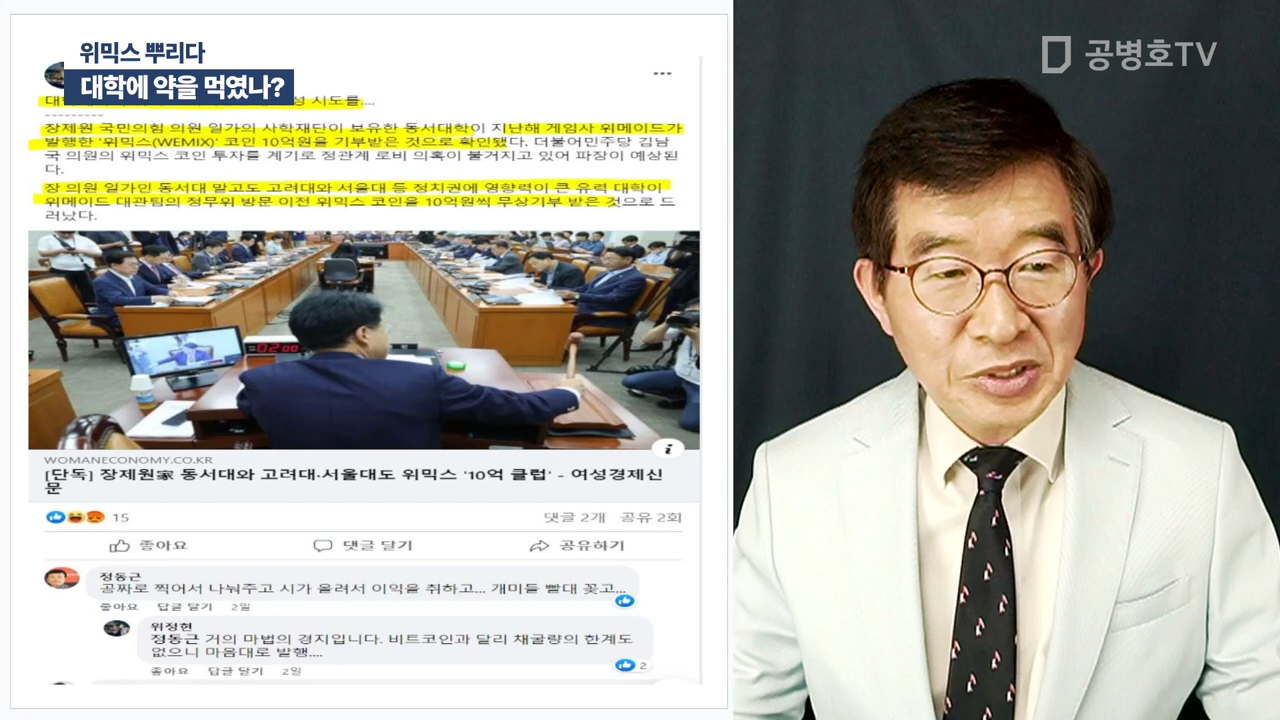 위믹스 뿌리다
대학에 약을 먹였나?
공병호TV
시도를....
----------
장제원 국민의힘 의원 일가의 사학재단이 보유한 동서대학이 지난해 게임사 위메이드가
발행한 '위믹스(WEMIX)' 코인 10억원을 기부받은 것으로 확인됐다. 더불어민주당 김남
국 의원의 위믹스 코인 투자를 계기로 정관계 로비 의혹이 불거지고 있어 파장이 예상된
다.
장 의원 일가인 동서대 말고도 고려대와 서울대 등 정치권에 영향력이 큰 유력 대학이
위메이드 대관팀의 정무위 방문 이전 위믹스 코인을 10억원씩 무상기부 받은 것으로 드
러났다.
02:00
WOMANECONOMY.CO.KR
[단독] 장제원家 동서대와 고려대·서울대도 위믹스 '10억 클럽' - 여성경제신
문
15 댓글 2개 공유 2회
좋아요 댓글 달기 공유하기
정동근
공짜로 찍어서 나눠주고 시가 올려서 이익을 취하고... 개미들 빨대 꽂고...
좋아요 답글 달기 2일
위정현
정동근 거의 마법의 경지입니다. 비트코인과 달리 채굴량의 한계도
없으니 마음대로 발행....
좋아요 답글 달기 2일 2